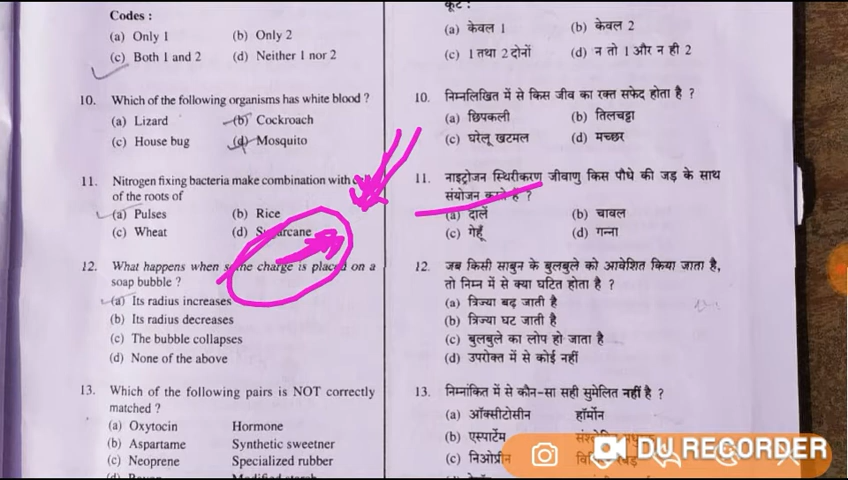 Codes :
(a) Only 1 (b) Only 2
(c) Both 1 and 2 (d) Neither 1 nor 2
10. Which of the following organisms has white blood ?
(a) Lizard (b) Cockroach
(c) House bug (d) Mosquito
11. Nitrogen fixing bacteria make combination with
of the roots of
(a) Pulses (b) Rice
(c) Wheat (d) Sugarcane
12. What happens when some charge is placed on a
soap bubble ?
(a) Its radius increases
(b) Its radius decreases
(c) The bubble collapses
(d) None of the above
13. Which of the following pairs is NOT correctly
matched ?
(a) Oxytocin Hormone
(b) Aspartame Synthetic sweetner
(c) Neoprene Specialized rubber
कूट :
(a) केवल 1 (b) केवल 2
(c) 1 तथा 2 दोनों (d) न तो 1 और न ही 2
10. निम्नलिखित में से किस जीव का रक्त सफेद होता है ?
(a) छिपकली (b) तिलचट्टा
(c) घरेलू खटमल (d) मच्छर
11. नाइट्रोजन स्थिरीकरण जीवाणु किस पौधे की जड़ के साथ
संयोजन करते है ?
(a) दालें (b) चावल
(c) गेहूँ (d) गन्ना
12. जब किसी साबुन के बुलबुले को आवेशित किया जाता है,
तो निम्न में से क्या घटित होता है ?
(a) त्रिज्या बढ़ जाती है
(b) त्रिज्या घट जाती है
(c) बुलबुले का लोप हो जाता है
(d) उपरोक्त में से कोई नहीं
13. निम्नांकित में से कौन-सा सही सुमेलित नहीं है ?
(a) ऑक्सीटोसीन हॉर्मोन
(b) एस्पार्टेम
(c) निओप्रीन
DU RECORDER